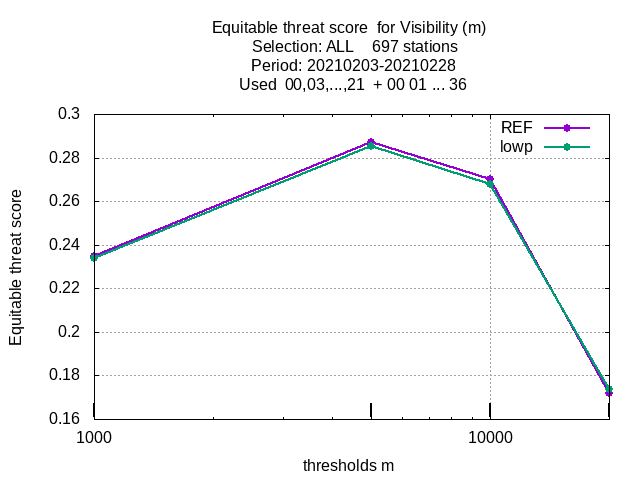 Equitable threat score  for Visibility (m)
Selection: ALL    697 stations
Period: 20210203-20210228
Used  00,03,...,21  + 00 01 ... 36
REF
lowp
Equitable threat score
0.3
0.28
0.26
0.24
0.22
0.2
0.18
0.16
1000
10000
thresholds m